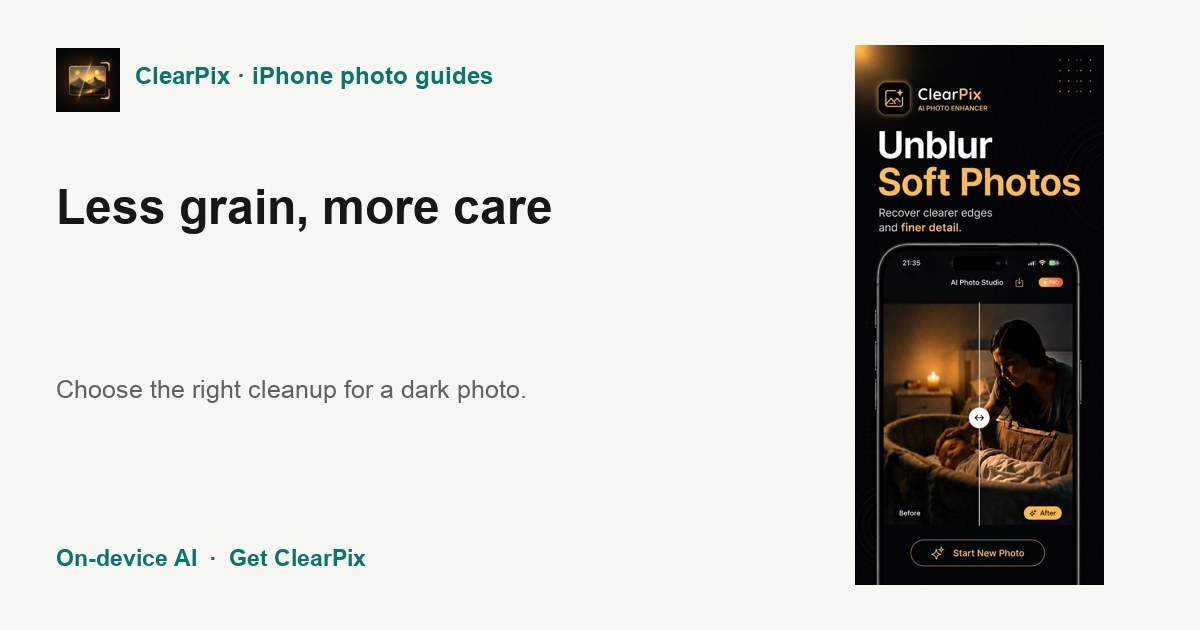 ClearPix · iPhone photo guides
Less grain, more care
Choose the right cleanup for a dark photo.
On-device AI · Get ClearPix
ClearPix
AI PHOTO ENHANCER
Unblur
Soft Photos
Recover clearer edges
and finer detail.
21:35
AI Photo Studio
PRO
Before
After
Start New Photo